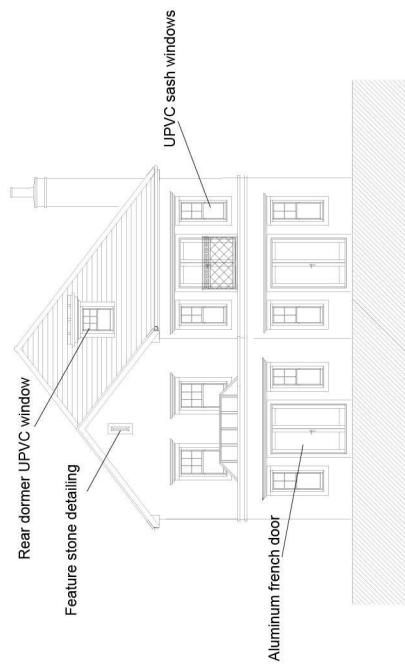 Rear dormer UPVC window
Feature stone detailing
UPVC sash windows
Aluminum french door